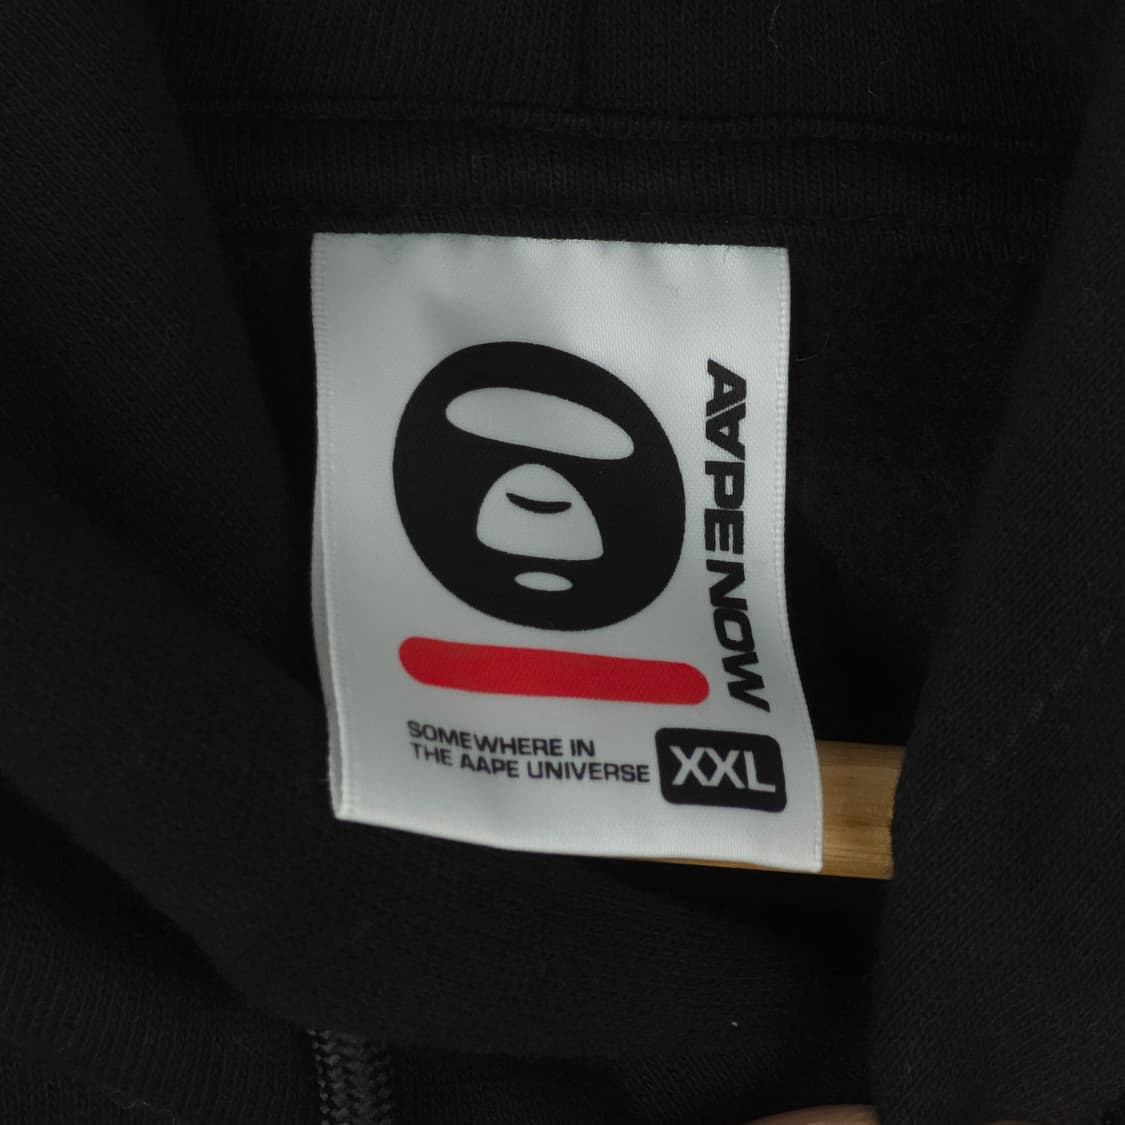 AAPE NOW
SOMEWHERE IN
THE AAPE UNIVERSE
XXL